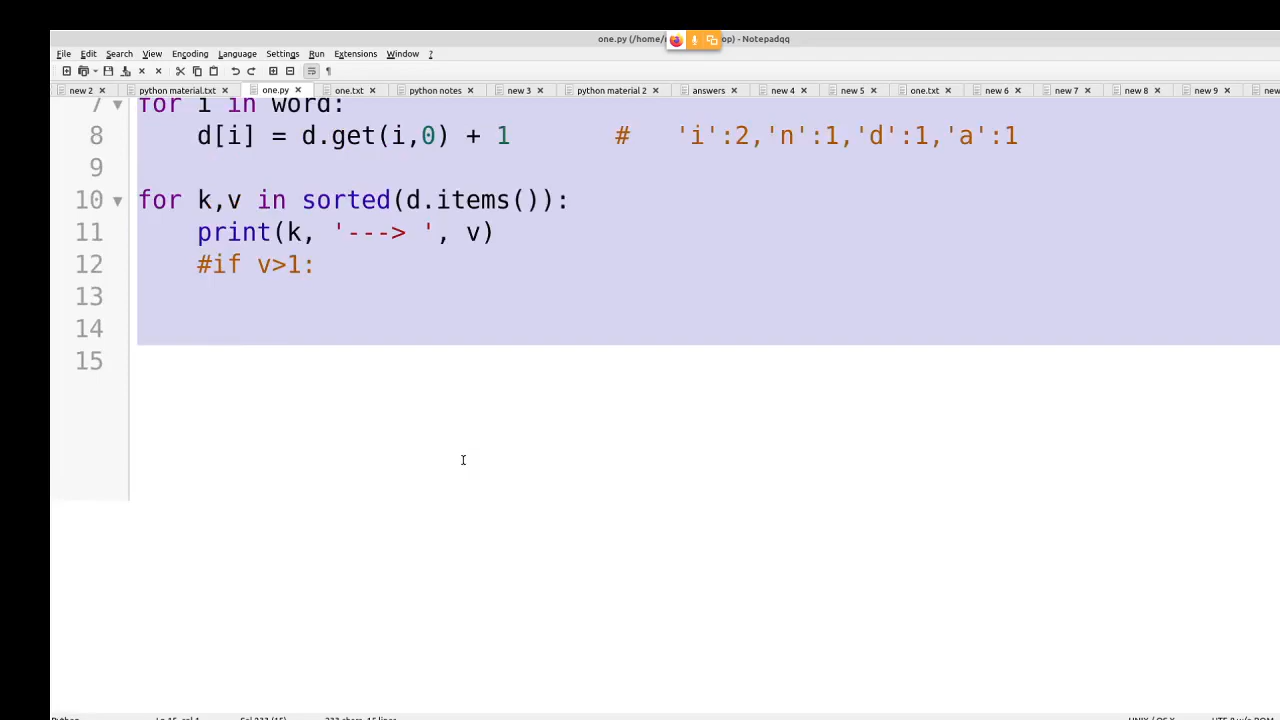 one.py (/home/ op) - Notepadqq
File Edit Search View Encoding Language Settings Run Extensions Window ?
new 2 python material.txt one.py one.txt python notes new 3 python material 2 answers new 4 new 5 one.txt new 6 new 7 new 8 new 9 new
7 for i in word:
8 d[i] = d.get(i,0) + 1 # 'i':2,'n':1,'d':1,'a':1
9
10 for k,v in sorted(d.items()):
11 print(k, '---> ', v)
12 #if v>1:
13
14
15